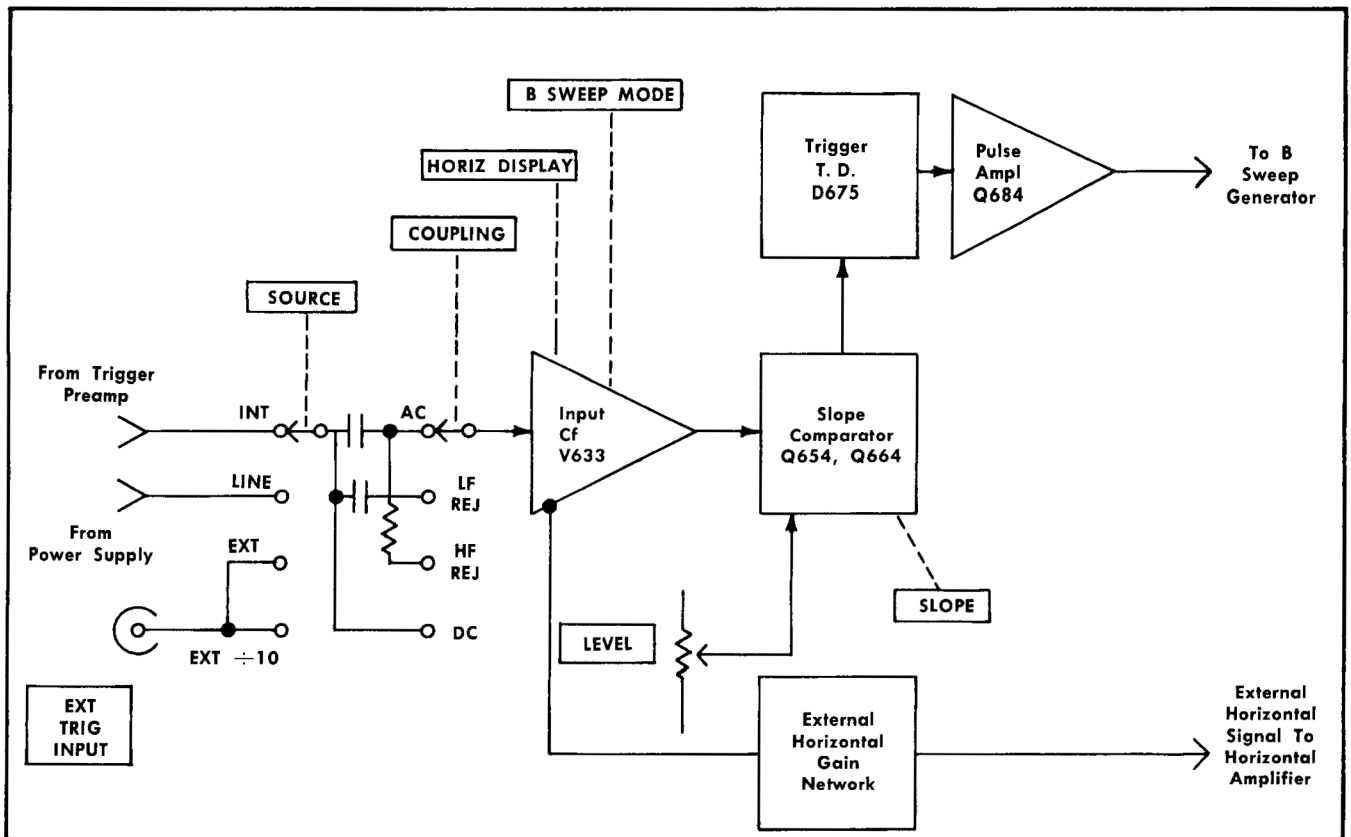 B SWEEP MODE
HORIZ DISPLAY
COUPLING
SOURCE
Trigger
T. D.
D675
Pulse
Ampl
Q684
To B
Sweep
Generator
From Trigger
Preamp
INT
AC
Input
Cf
V633
Slope
Comparator
Q654, Q664
LINE
LF
REJ
From
Power Supply
EXT
HF
REJ
SLOPE
DC
EXT ÷10
LEVEL
EXT
TRIG
INPUT
External
Horizontal
Gain
Network
External
Horizontal
Signal To
Horizontal
Amplifier